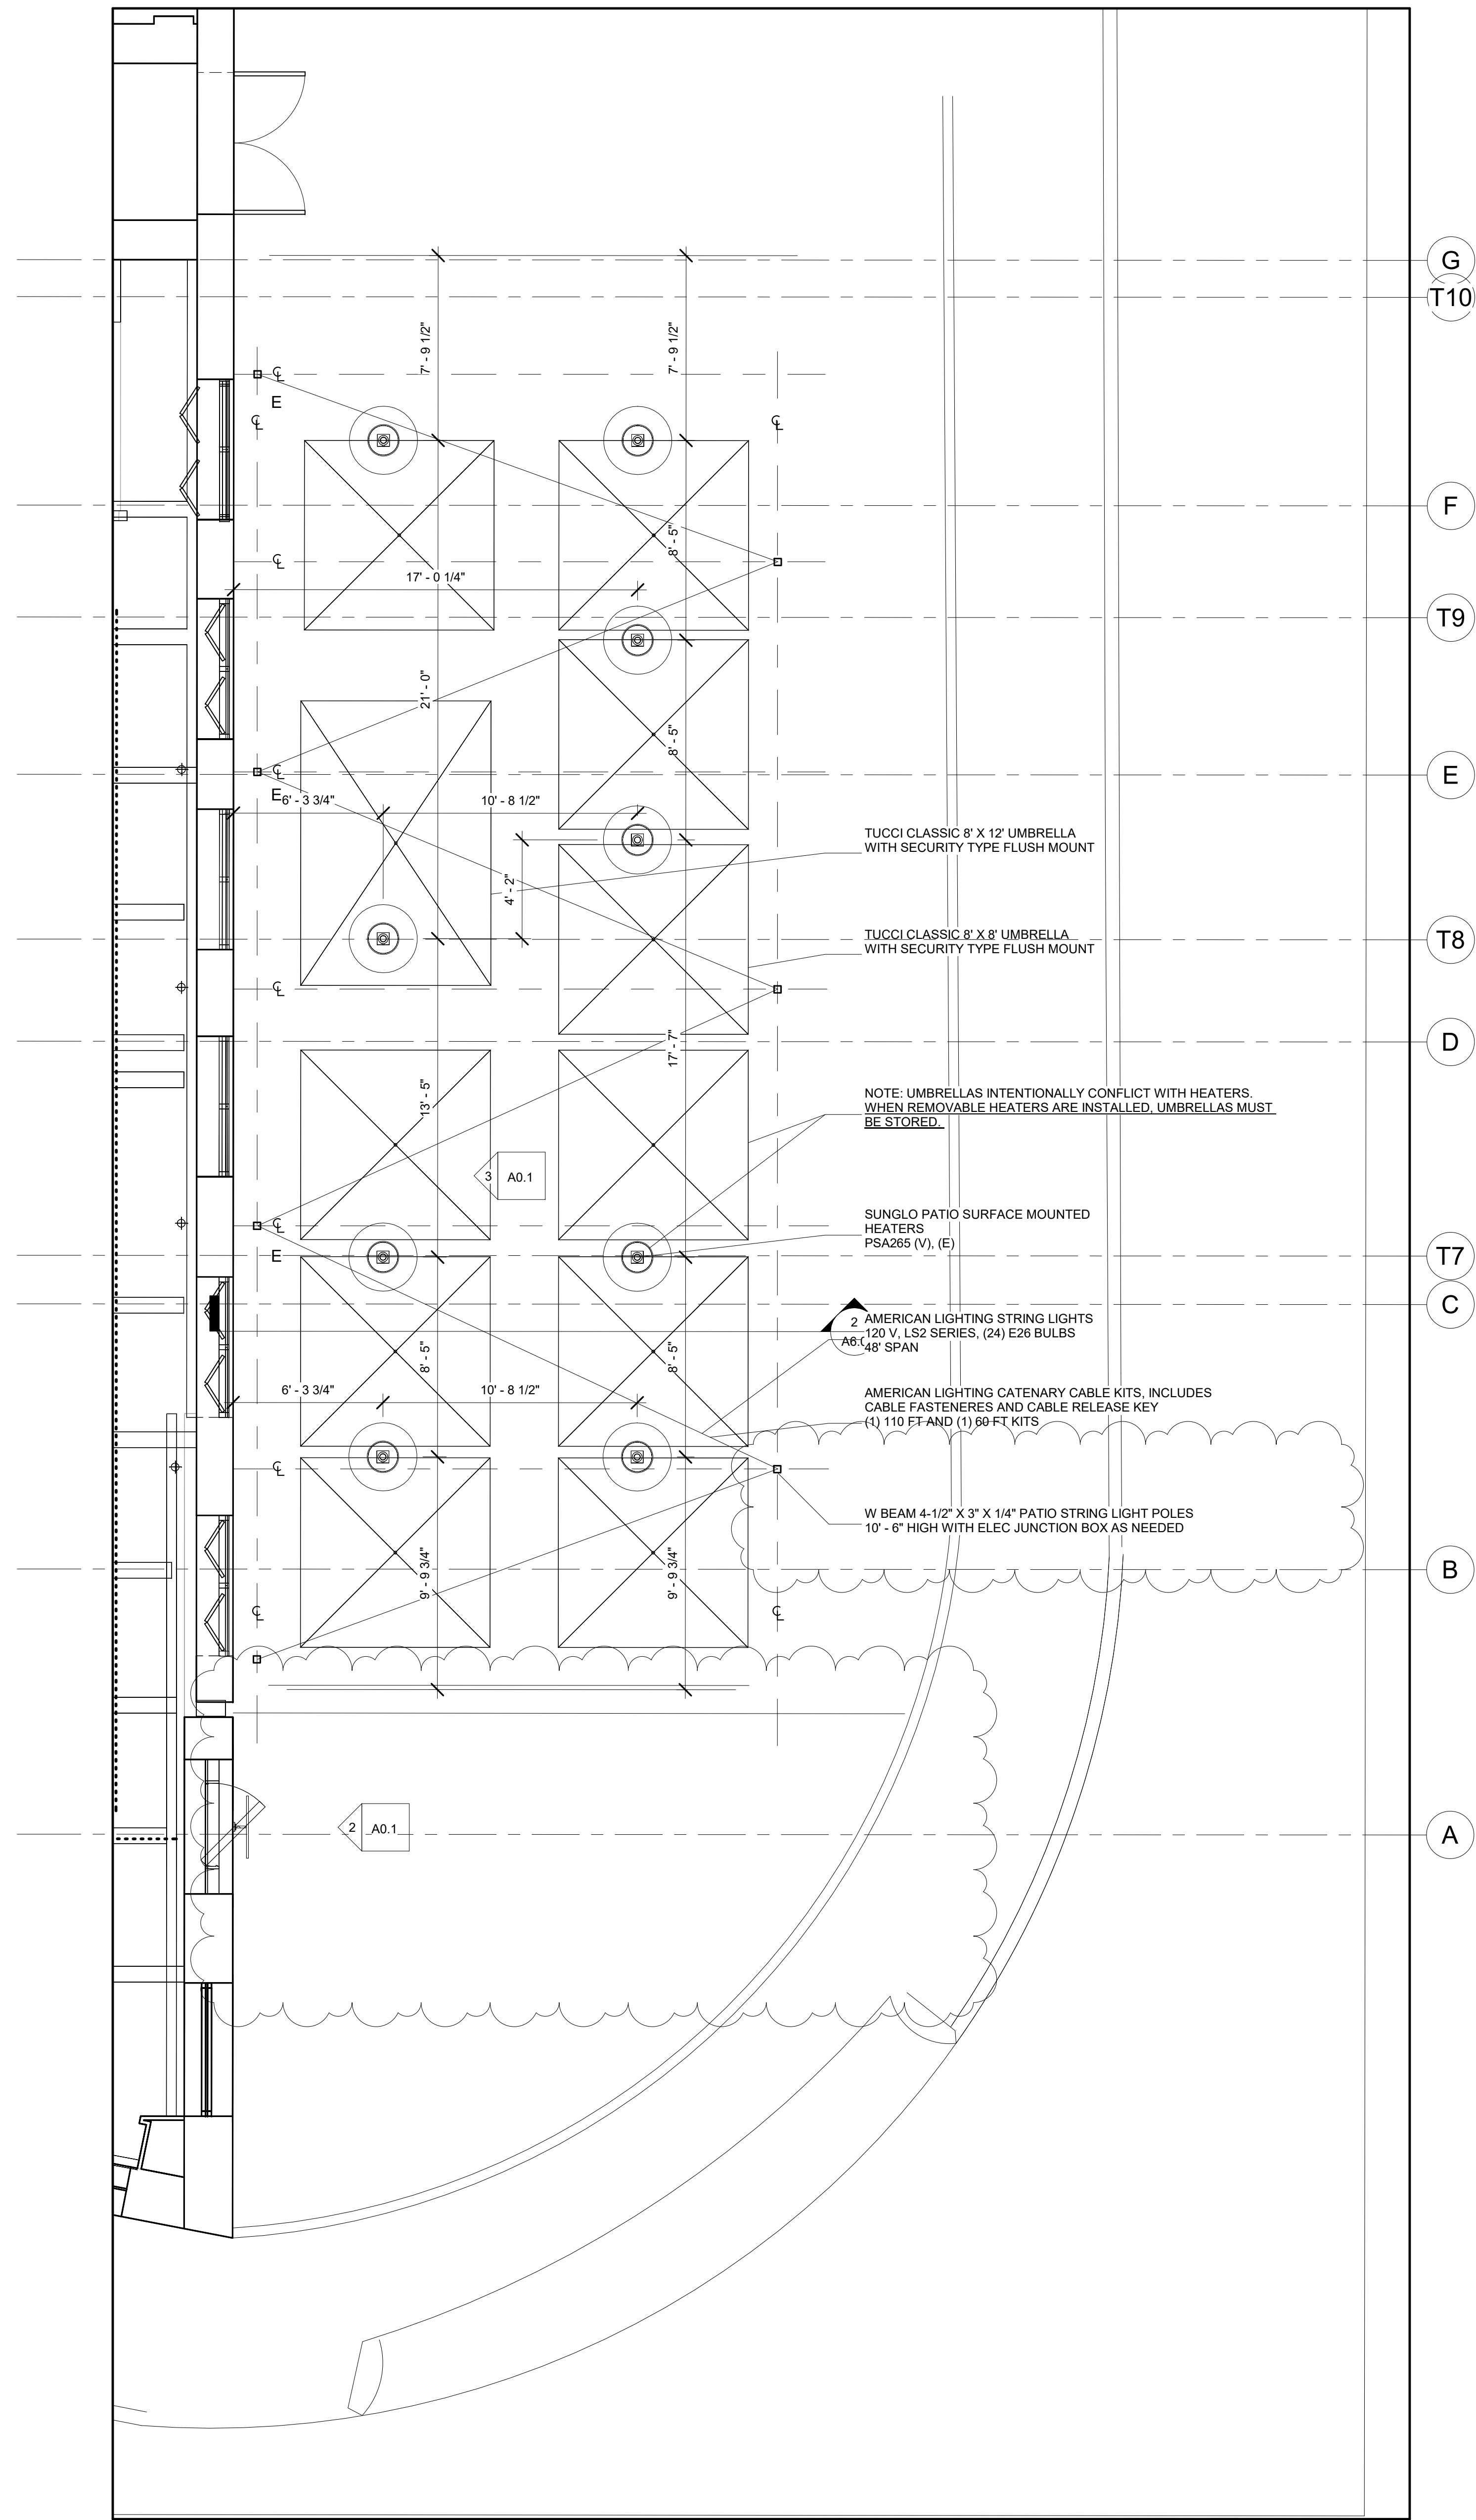 G
T10
7' - 9 1/2"
7' - 9 1/2"
℄
E
℄
℄
F
8' - 5"
℄
17' - 0 1/4"
T9
21' - 0"
8' - 5"
℄
E
E
6' - 3 3/4"
10' - 8 1/2"
TUCCI CLASSIC 8' X 12' UMBRELLA
WITH SECURITY TYPE FLUSH MOUNT
4' - 2"
TUCCI CLASSIC 8' X 8' UMBRELLA
WITH SECURITY TYPE FLUSH MOUNT
T8
℄
17' - 7"
D
13' - 5"
NOTE: UMBRELLAS INTENTIONALLY CONFLICT WITH HEATERS.
WHEN REMOVABLE HEATERS ARE INSTALLED, UMBRELLAS MUST
BE STORED.
3
A0.1
SUNGLO PATIO SURFACE MOUNTED
HEATERS
PSA265 (V), (E)
℄
E
T7
C
2
AMERICAN LIGHTING STRING LIGHTS
120 V, LS2 SERIES, (24) E26 BULBS
48' SPAN
8' - 5"
8' - 5"
6' - 3 3/4"
10' - 8 1/2"
AMERICAN LIGHTING CATENARY CABLE KITS, INCLUDES
CABLE FASTENERES AND CABLE RELEASE KEY
(1) 110 FT AND (1) 60 FT KITS
℄
W BEAM 4-1/2" X 3" X 1/4" PATIO STRING LIGHT POLES
10' - 6" HIGH WITH ELEC JUNCTION BOX AS NEEDED
9' - 9 3/4"
9' - 9 3/4"
B
℄
℄
2
A0.1
A